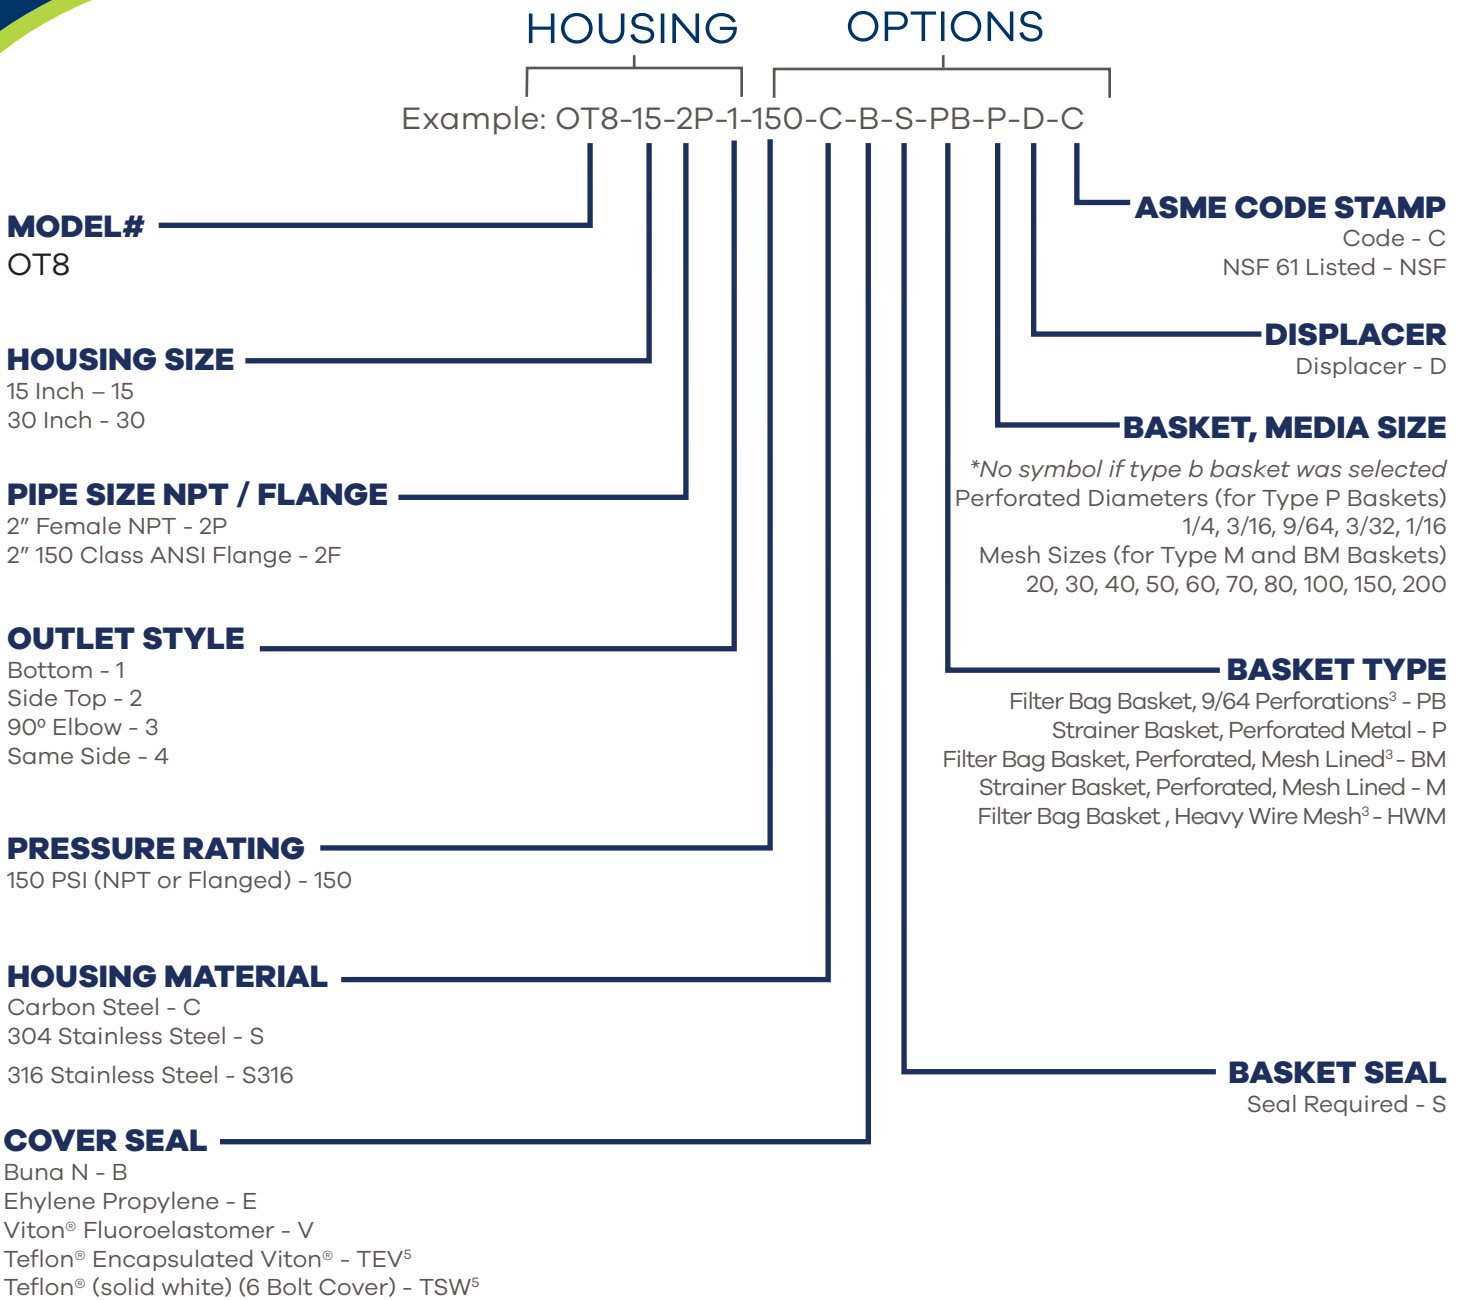 HOUSING
OPTIONS
Example: OT8-15-2P-1-150-C-B-S-PB-P-D-C
MODEL#
OT8
HOUSING SIZE
15 Inch – 15
30 Inch - 30
PIPE SIZE NPT / FLANGE
2″ Female NPT - 2P
2″ 150 Class ANSI Flange - 2F
OUTLET STYLE
Bottom - 1
Side Top - 2
90º Elbow - 3
Same Side - 4
PRESSURE RATING
150 PSI (NPT or Flanged) - 150
HOUSING MATERIAL
Carbon Steel - C
304 Stainless Steel - S
316 Stainless Steel - S316
COVER SEAL
Buna N - B
Ehylene Propylene - E
Viton® Fluoroelastomer - V
Teflon® Encapsulated Viton® - TEV⁵
Teflon® (solid white) (6 Bolt Cover) - TSW⁵
ASME CODE STAMP
Code - C
NSF 61 Listed - NSF
DISPLACER
Displacer - D
BASKET, MEDIA SIZE
*No symbol if type b basket was selected
Perforated Diameters (for Type P Baskets)
1/4, 3/16, 9/64, 3/32, 1/16
Mesh Sizes (for Type M and BM Baskets)
20, 30, 40, 50, 60, 70, 80, 100, 150, 200
BASKET TYPE
Filter Bag Basket, 9/64 Perforations³ - PB
Strainer Basket, Perforated Metal - P
Filter Bag Basket, Perforated, Mesh Lined³ - BM
Strainer Basket, Perforated, Mesh Lined - M
Filter Bag Basket , Heavy Wire Mesh³ - HWM
BASKET SEAL
Seal Required - S